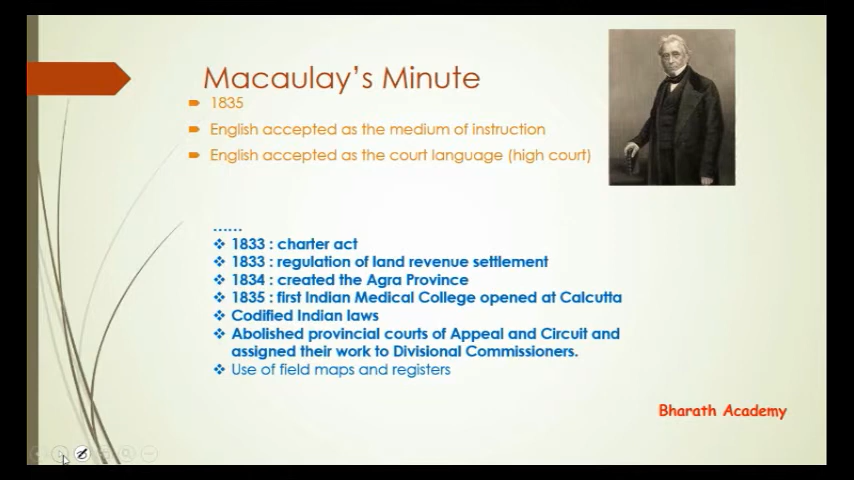 Macaulay's Minute
1835
English accepted as the medium of instruction
English accepted as the court language (high court)
......
❖ 1833 : charter act
❖ 1833 : regulation of land revenue settlement
❖ 1834 : created the Agra Province
❖ 1835 : first Indian Medical College opened at Calcutta
❖ Codified Indian laws
❖ Abolished provincial courts of Appeal and Circuit and
assigned their work to Divisional Commissioners.
❖ Use of field maps and registers
Bharath Academy